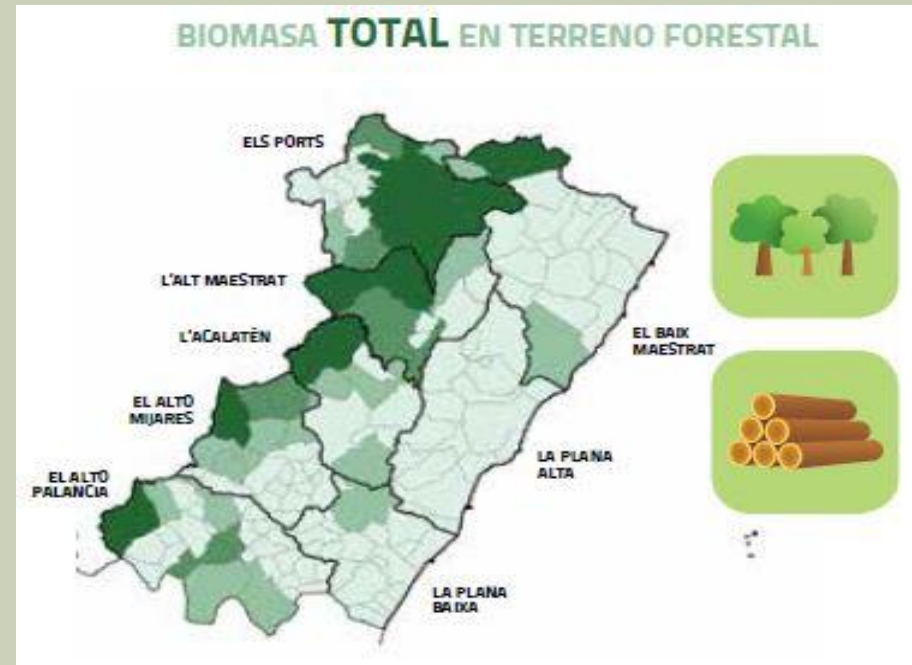 BIOMASA TOTAL EN TERRENO FORESTAL
ELS PORTS
L'ALT MAESTRAT
L'ACALATÈN
EL ALTO
MIJARES
EL ALTO
PALANCIA
EL BAIX
MAESTRAT
LA PLANA
ALTA
LA PLANA
BAIXA